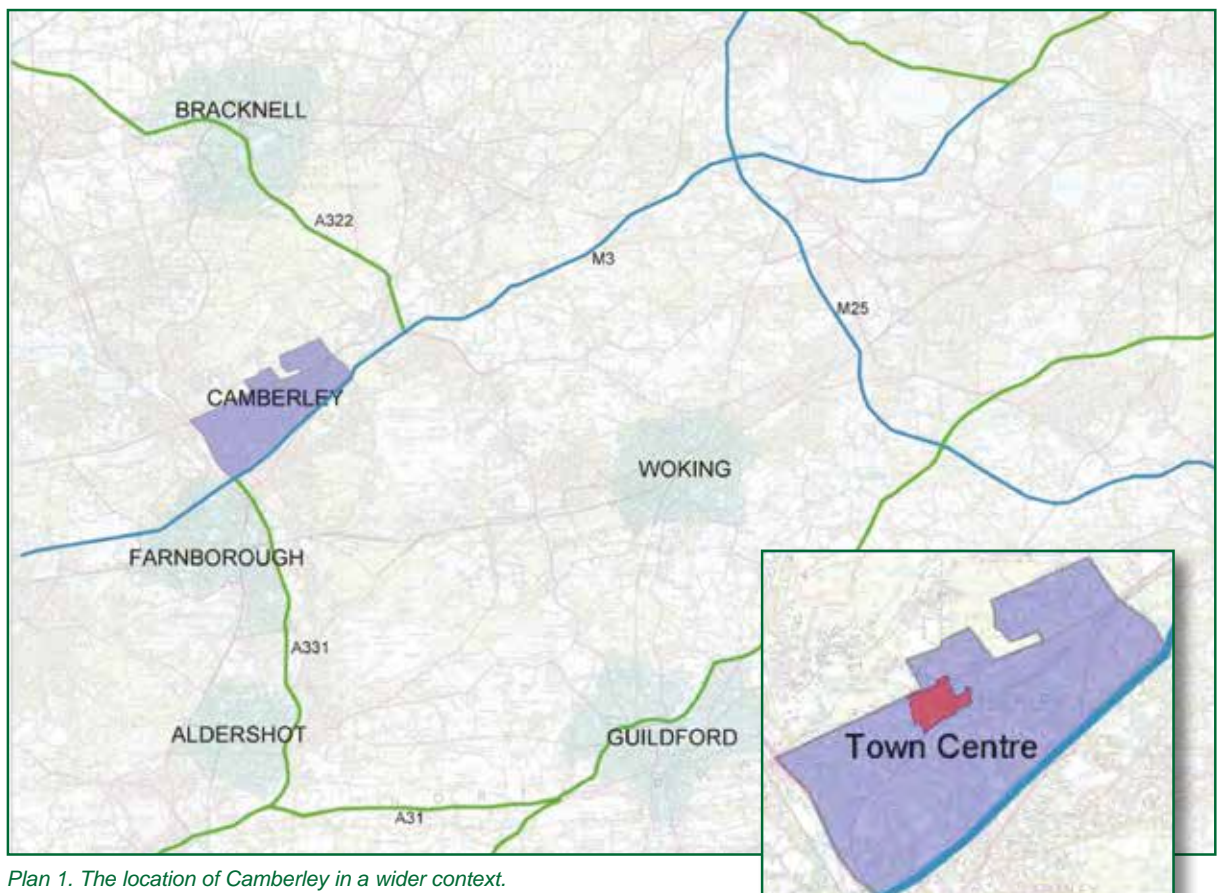 BRACKNELL
A322
M3
M25
CAMBERLEY
WOKING
FARNBOROUGH
A331
ALDERSHOT
GUILDFORD
A31
Town Centre
Plan 1. The location of Camberley in a wider context.